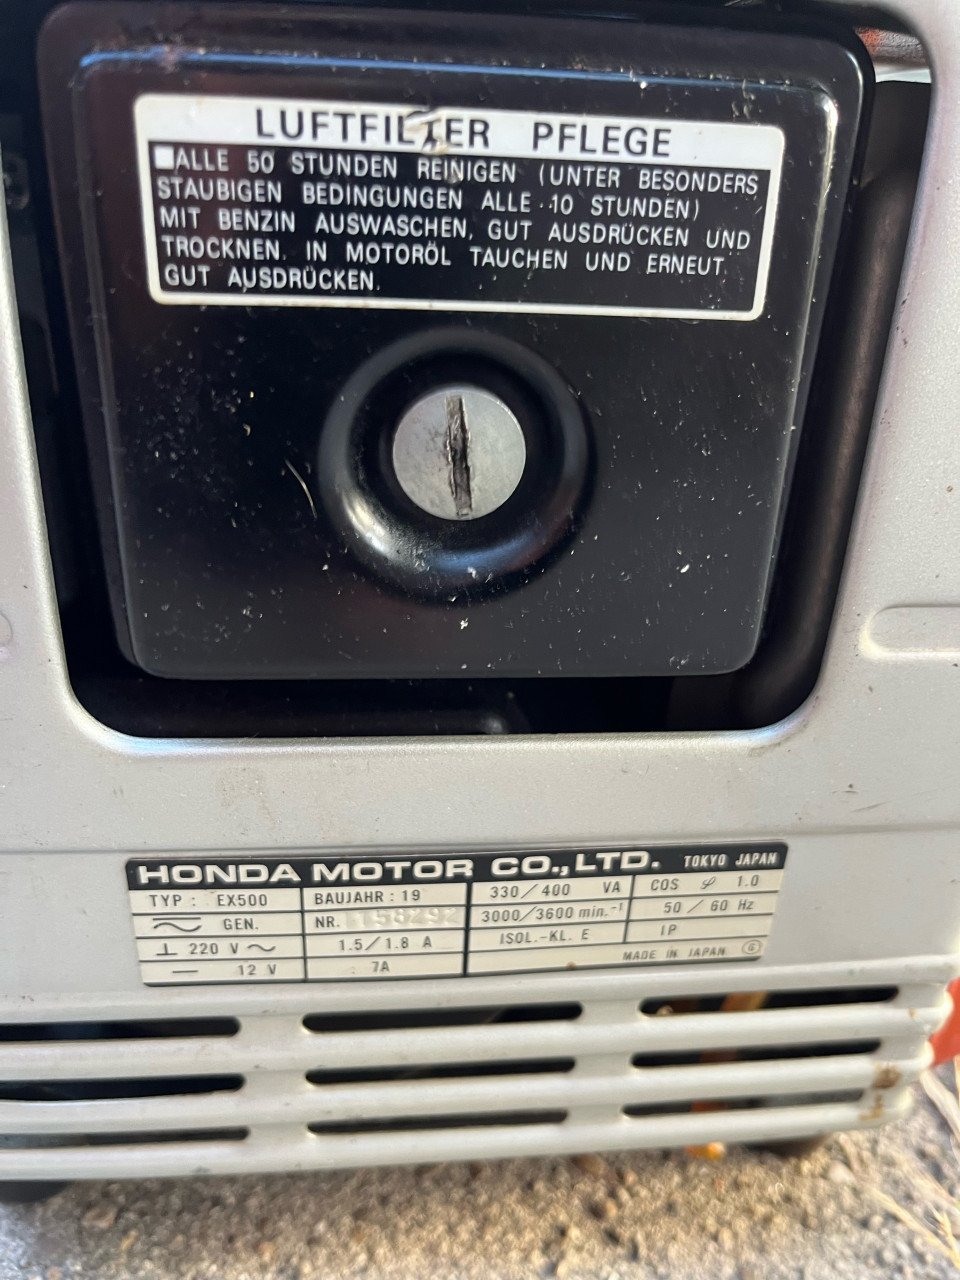 LUFTFILTER PFLEGE
ALLE 50 STUNDEN REINIGEN (UNTER BESONDERS
STAUBIGEN BEDINGUNGEN ALLE 10 STUNDEN)
MIT BENZIN AUSWASCHEN, GUT AUSDRÜCKEN UND
TROCKNEN. IN MOTORÖL TAUCHEN UND ERNEUT
GUT AUSDRÜCKEN.
HONDA MOTOR CO., LTD. TOKYO JAPAN
TYP : EX500 BAUJAHR : 19 330/400 VA COS φ 1.0
GEN. NR. 1158292 3000/3600 min.⁻¹ 50 / 60 Hz
⊥ 220 V ~ 1.5/1.8 A ISOL.-KL. E IP
— 12 V 7A MADE IN JAPAN